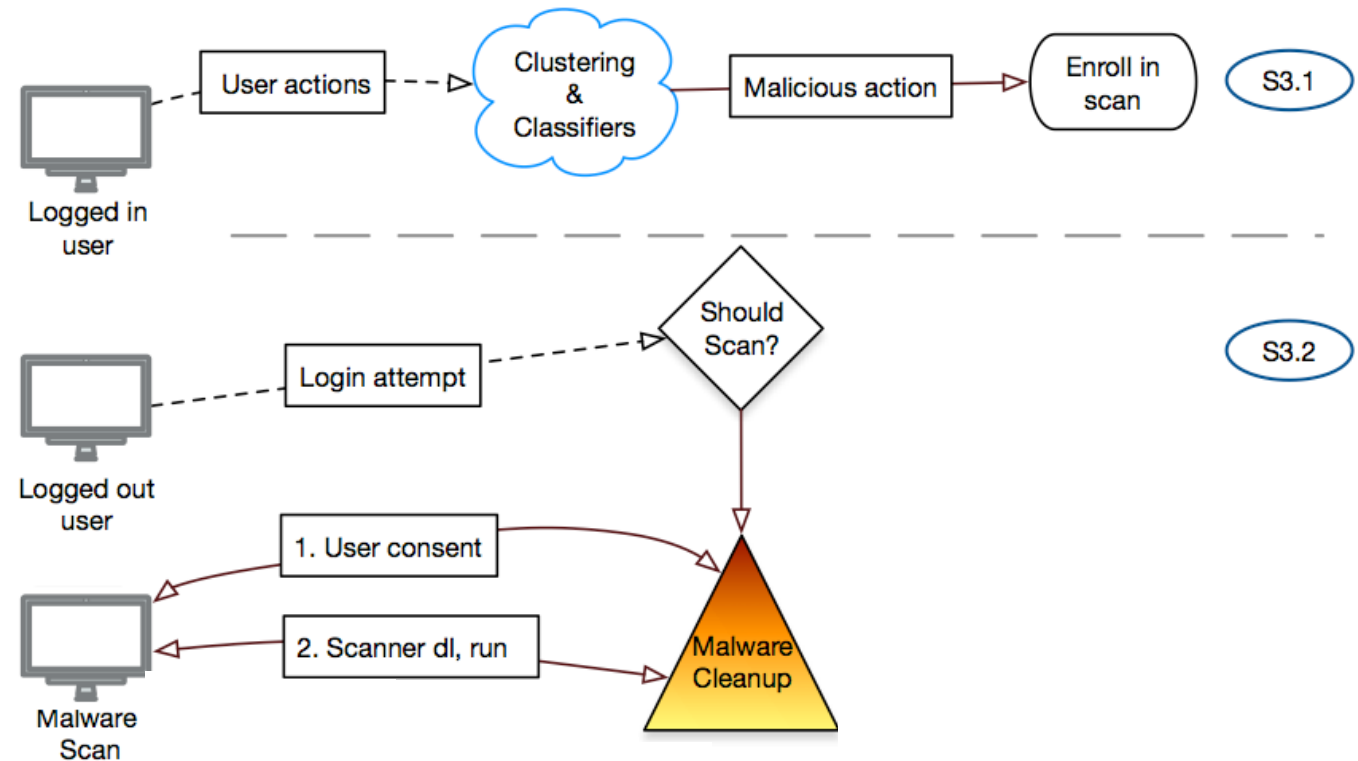 User actions
Clustering
&
Classifiers
Malicious action
Enroll in
scan
S3.1
Logged in
user
Should
Scan?
Login attempt
S3.2
Logged out
user
1. User consent
2. Scanner dl, run
Malware
Cleanup
Malware
Scan